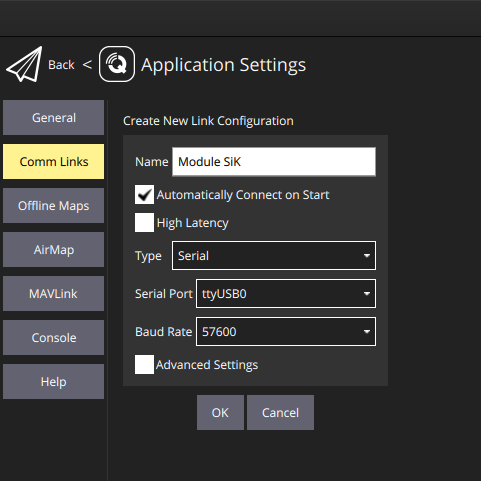 Back < Application Settings
General
Comm Links
Offline Maps
AirMap
MAVLink
Console
Help
Create New Link Configuration
Name Module SiK
Automatically Connect on Start
High Latency
Type Serial
Serial Port ttyUSB0
Baud Rate 57600
Advanced Settings
OK Cancel